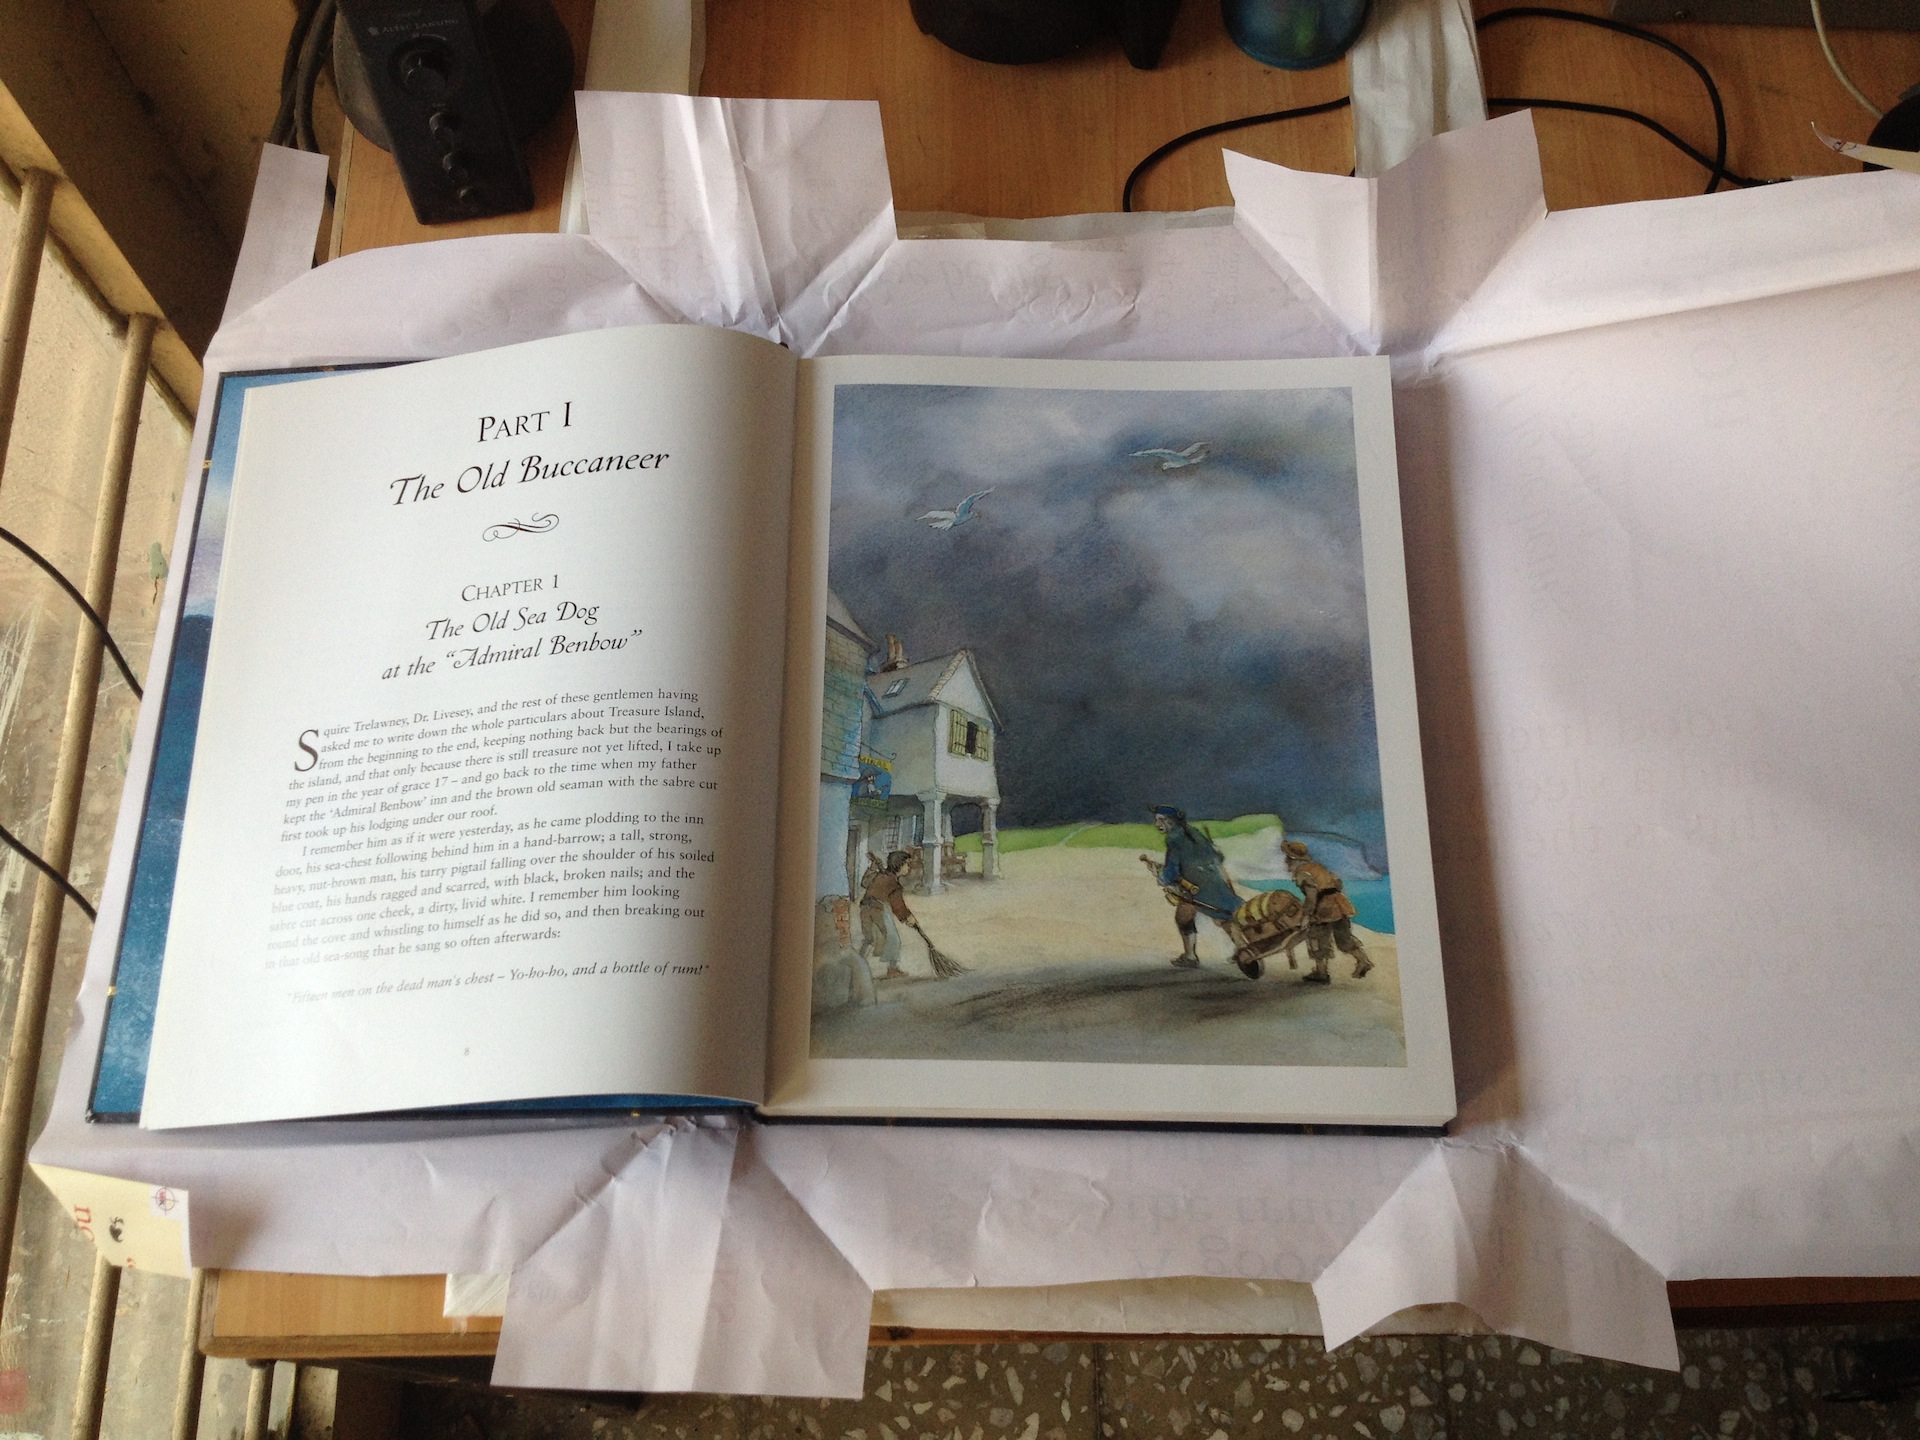 ALTEC LANSING
PART I
The Old Buccaneer
CHAPTER 1
The Old Sea Dog
at the “Admiral Benbow”
Squire Trelawney, Dr. Livesey, and the rest of these gentlemen having
asked me to write down the whole particulars about Treasure Island,
from the beginning to the end, keeping nothing back but the bearings of
the island, and that only because there is still treasure not yet lifted, I take up
my pen in the year of grace 17 – and go back to the time when my father
kept the ‘Admiral Benbow’ inn and the brown old seaman with the sabre cut
first took up his lodging under our roof.
I remember him as if it were yesterday, as he came plodding to the inn
door, his sea-chest following behind him in a hand-barrow; a tall, strong,
heavy, nut-brown man, his tarry pigtail falling over the shoulder of his soiled
blue coat, his hands ragged and scarred, with black, broken nails; and the
sabre cut across one cheek, a dirty, livid white. I remember him looking
round the cove and whistling to himself as he did so, and then breaking out
in that old sea-song that he sang so often afterwards:
"Fifteen men on the dead man's chest – Yo-ho-ho, and a bottle of rum!"
8